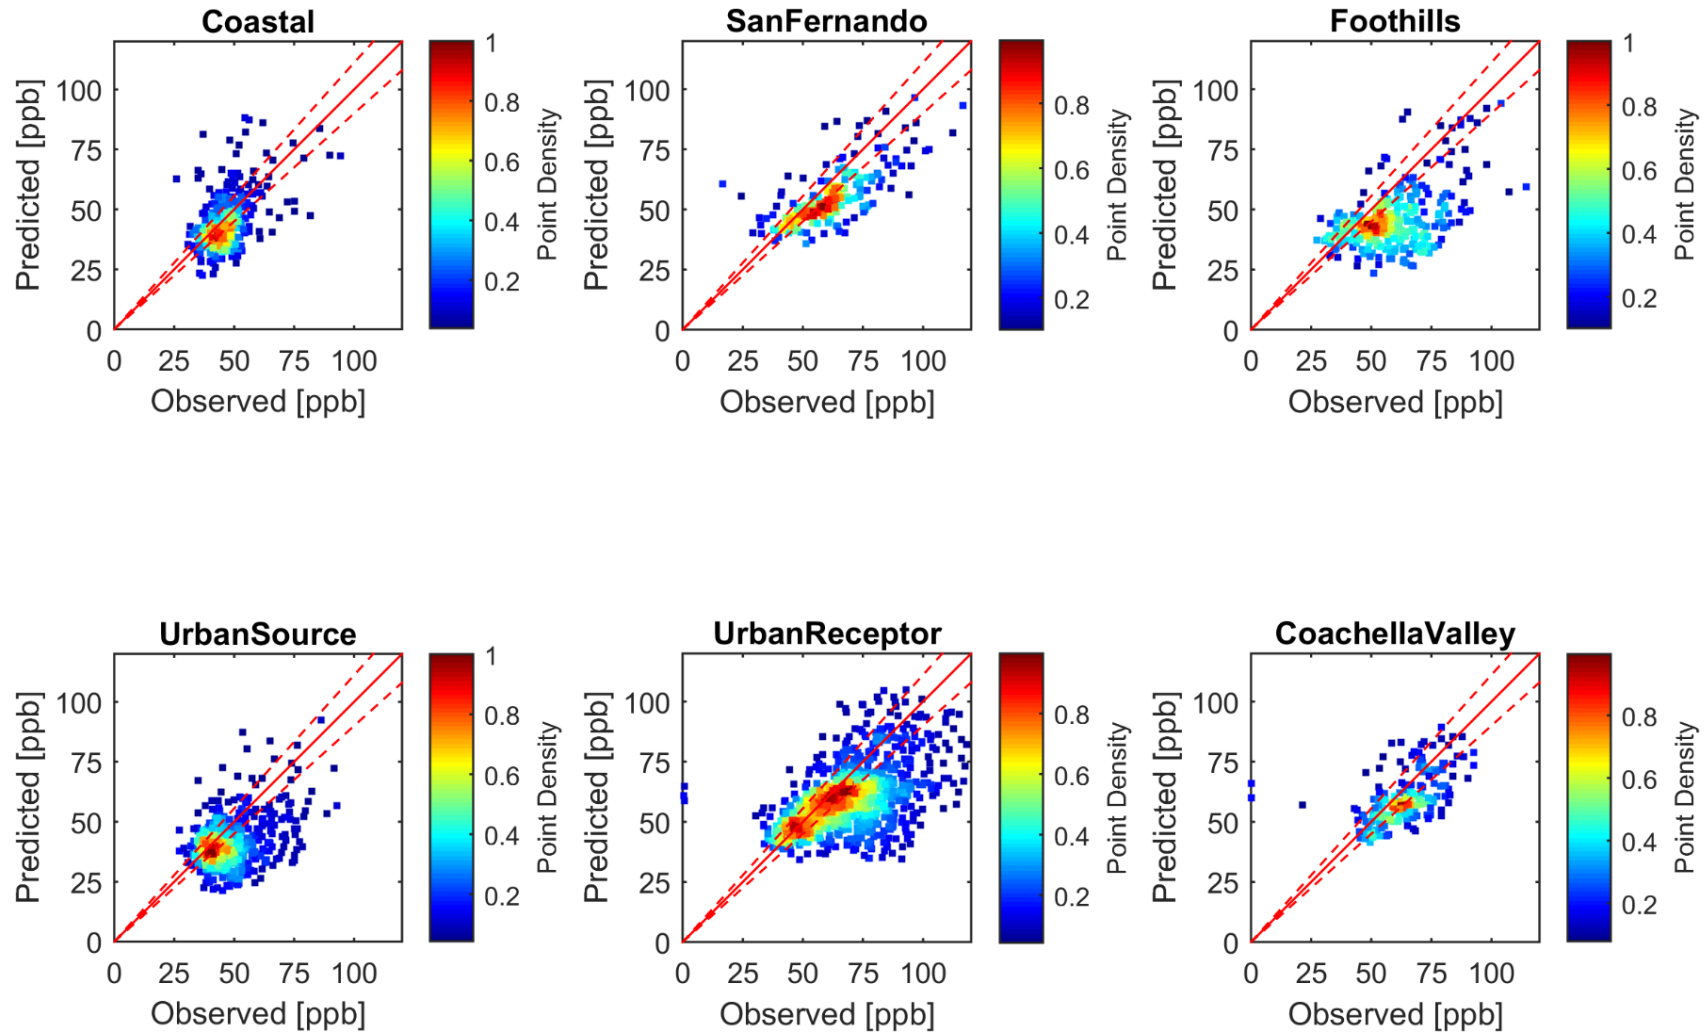 Coastal
SanFernando
Foothills
Predicted [ppb]
100
75
50
25
0
0 25 50 75 100
Observed [ppb]
1
0.8
0.6
0.4
0.2
Point Density
Predicted [ppb]
100
75
50
25
0
0 25 50 75 100
Observed [ppb]
0.8
0.6
0.4
0.2
Point Density
Predicted [ppb]
100
75
50
25
0
0 25 50 75 100
Observed [ppb]
1
0.8
0.6
0.4
0.2
Point Density
UrbanSource
UrbanReceptor
CoachellaValley
Predicted [ppb]
100
75
50
25
0
0 25 50 75 100
Observed [ppb]
1
0.8
0.6
0.4
0.2
Point Density
Predicted [ppb]
100
75
50
25
0
0 25 50 75 100
Observed [ppb]
0.8
0.6
0.4
0.2
Point Density
Predicted [ppb]
100
75
50
25
0
0 25 50 75 100
Observed [ppb]
0.8
0.6
0.4
0.2
Point Density